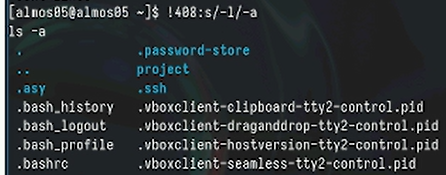 [almos05@almos05 ~]$ !408:s/-l/-a
ls -a
. .password-store
.. project
.asy .ssh
.bash_history .vboxclient-clipboard-tty2-control.pid
.bash_logout .vboxclient-draganddrop-tty2-control.pid
.bash_profile .vboxclient-hostversion-tty2-control.pid
.bashrc .vboxclient-seamless-tty2-control.pid